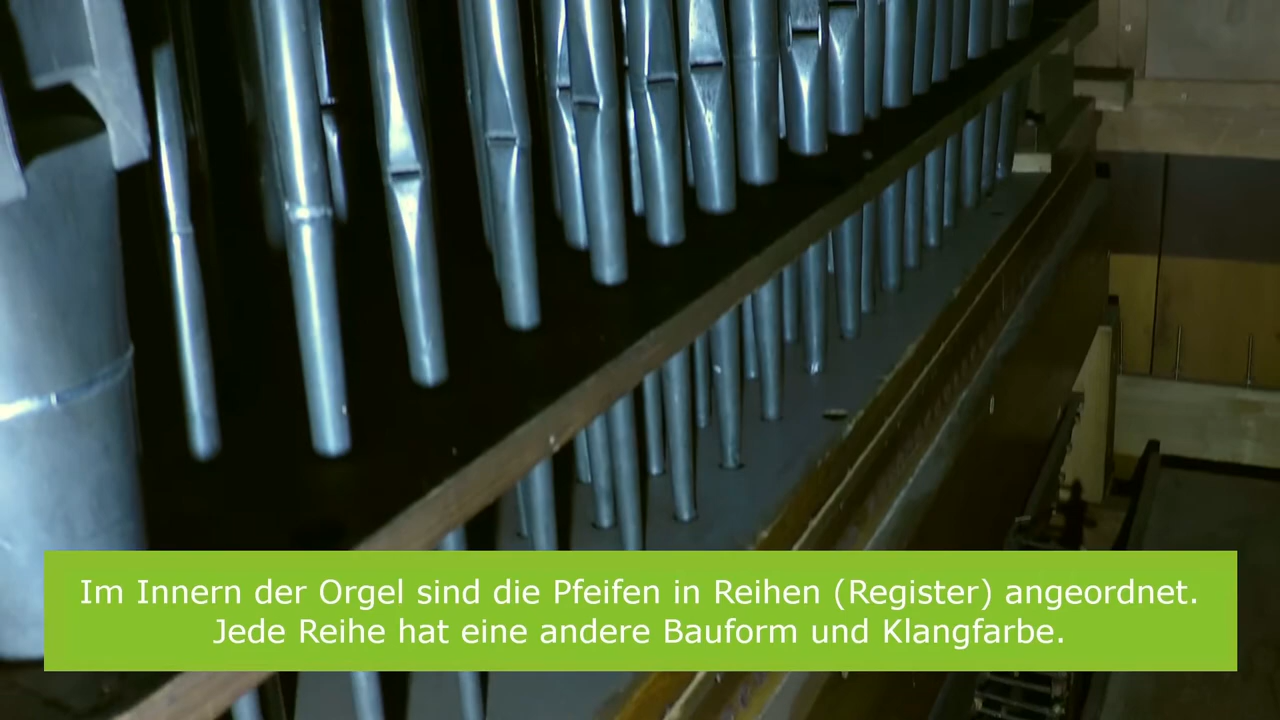 Im Innern der Orgel sind die Pfeifen in Reihen (Register) angeordnet.
Jede Reihe hat eine andere Bauform und Klangfarbe.